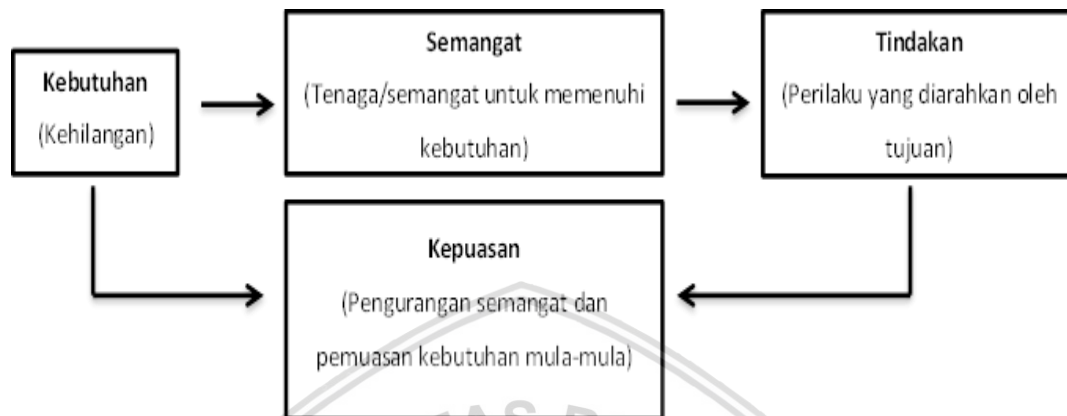 Kebutuhan
(Kehilangan)
Semangat
(Tenaga/semangat untuk memenuhi
kebutuhan)
Tindakan
(Perilaku yang diarahkan oleh
tujuan)
Kepuasan
(Pengurangan semangat dan
pemuasan kebutuhan mula-mula)
TAS